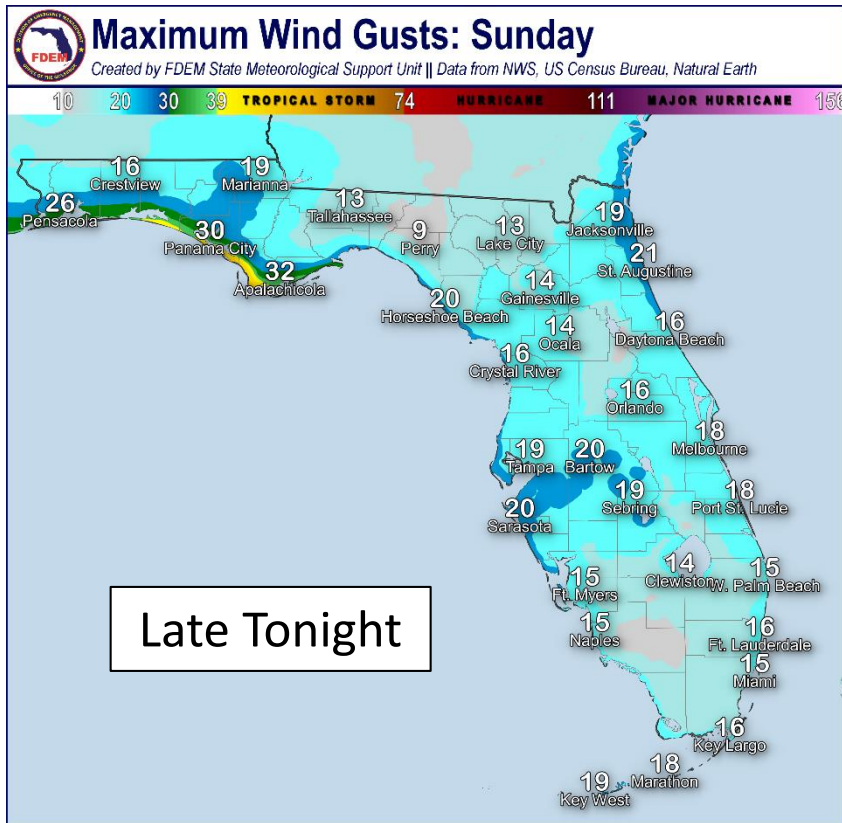 FDEM
Maximum Wind Gusts: Sunday
Created by FDEM State Meteorological Support Unit || Data from NWS, US Census Bureau, Natural Earth
10 20 30 39 TROPICAL STORM 74 HURRICANE 111 MAJOR HURRICANE 156
16
Crestview
19
Marianna
26
Pensacola
13
Tallahassee
30
Panama City
9
Perry
13
Lake City
19
Jacksonville
21
St. Augustine
32
Apalachicola
14
Gainesville
20
Horseshoe Beach
14
Ocala
16
Daytona Beach
16
Crystal River
16
Orlando
18
Melbourne
19
Tampa
20
Bartow
19
Sebring
18
Port St. Lucie
20
Sarasota
14
Clewiston
15
W. Palm Beach
15
Ft. Myers
Late Tonight
15
Naples
16
Ft. Lauderdale
15
Miami
16
Key Largo
18
Marathon
19
Key West